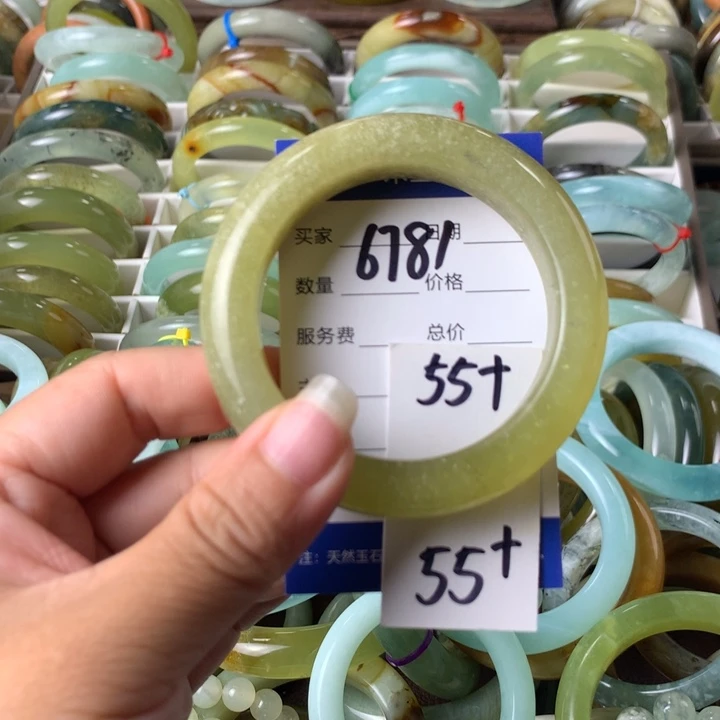 买家 6781 日期
数量 价格
服务费 总价
55+
55+
注：天然玉石